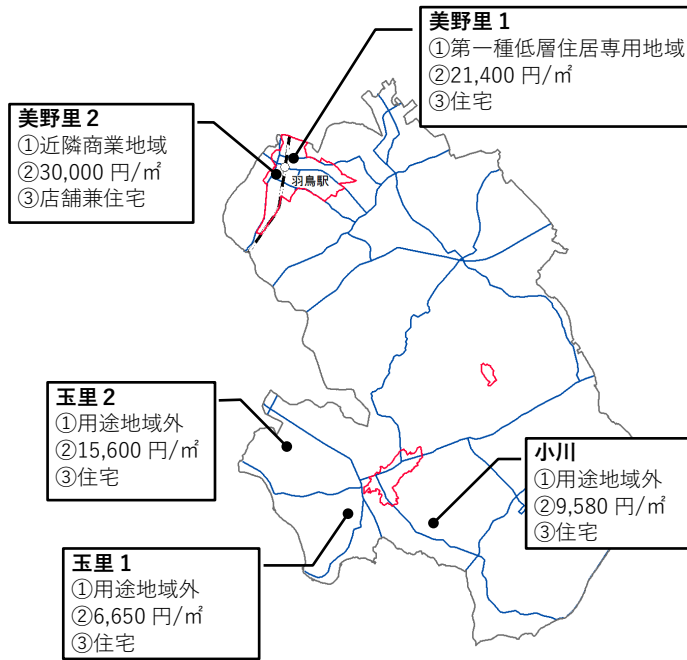 美野里 1
①第一種低層住居専用地域
②21,400 円/㎡
③住宅
美野里 2
①近隣商業地域
②30,000 円/㎡
③店舗兼住宅
羽鳥駅
玉里 2
①用途地域外
②15,600 円/㎡
③住宅
小川
①用途地域外
②9,580 円/㎡
③住宅
玉里 1
①用途地域外
②6,650 円/㎡
③住宅